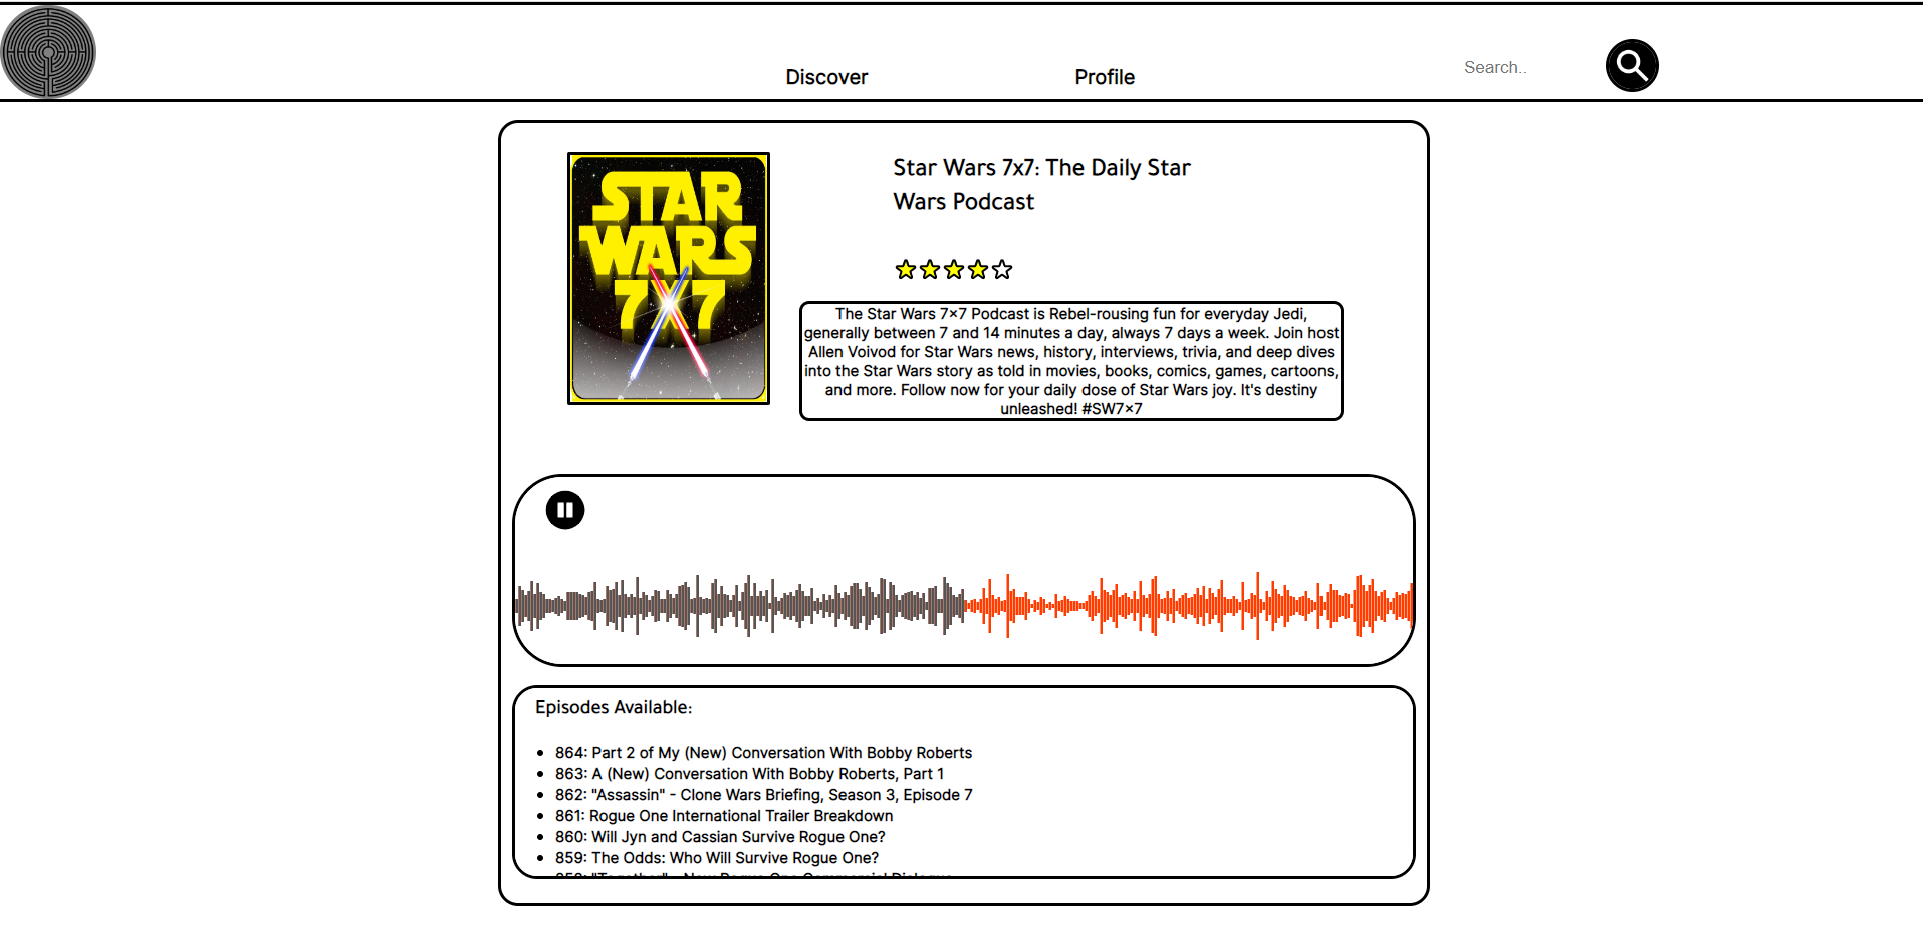 Discover
Profile
Search..
STAR
WARS
7X7
Star Wars 7x7: The Daily Star
Wars Podcast
The Star Wars 7×7 Podcast is Rebel-rousing fun for everyday Jedi,
generally between 7 and 14 minutes a day, always 7 days a week. Join host
Allen Voivod for Star Wars news, history, interviews, trivia, and deep dives
into the Star Wars story as told in movies, books, comics, games, cartoons,
and more. Follow now for your daily dose of Star Wars joy. It's destiny
unleashed! #SW7×7
Episodes Available:
864: Part 2 of My (New) Conversation With Bobby Roberts
863: A (New) Conversation With Bobby Roberts, Part 1
862: "Assassin" - Clone Wars Briefing, Season 3, Episode 7
861: Rogue One International Trailer Breakdown
860: Will Jyn and Cassian Survive Rogue One?
859: The Odds: Who Will Survive Rogue One?
858: "Together" - New Rogue One Commercial Dialogue